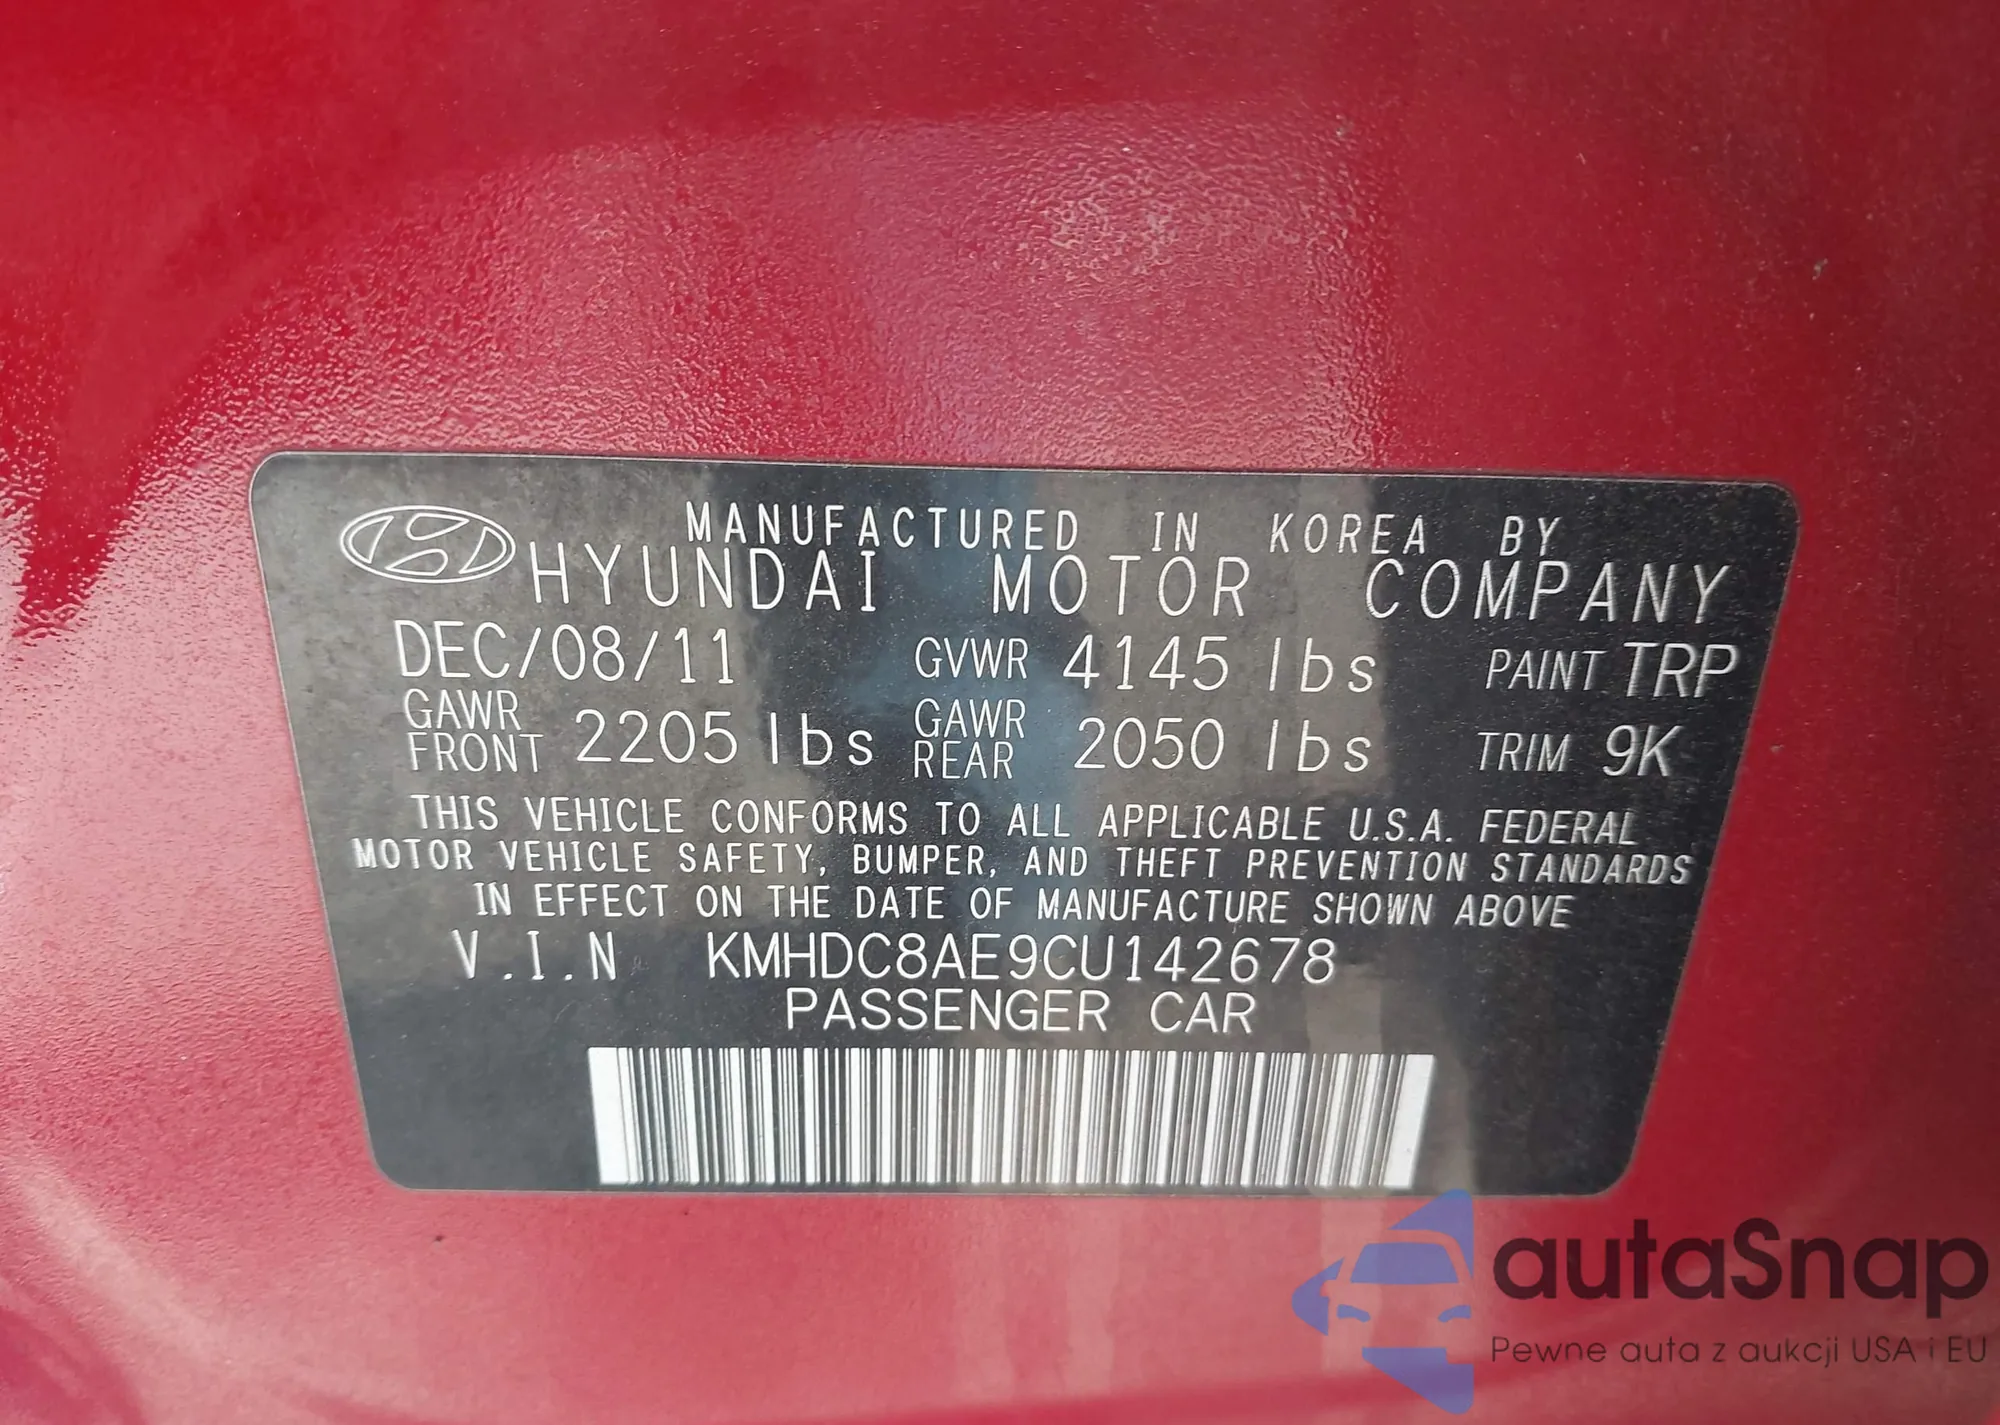 MANUFACTURED IN KOREA BY
HYUNDAI MOTOR COMPANY
DEC/08/11 GVWR 4145 lbs PAINT TRP
GAWR FRONT 2205 lbs GAWR REAR 2050 lbs TRIM 9K
THIS VEHICLE CONFORMS TO ALL APPLICABLE U.S.A. FEDERAL
MOTOR VEHICLE SAFETY, BUMPER, AND THEFT PREVENTION STANDARDS
IN EFFECT ON THE DATE OF MANUFACTURE SHOWN ABOVE
V.I.N KMHDC8AE9CU142678
PASSENGER CAR
autaSnap
Pewne auta z aukcji USA i EU